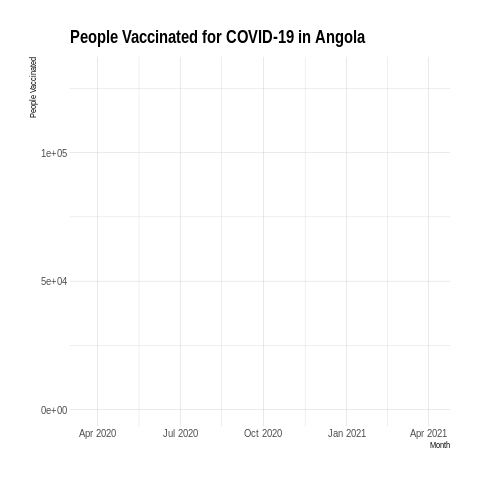 People Vaccinated for COVID-19 in Angola
People Vaccinated
1e+05
5e+04
0e+00
Apr 2020 Jul 2020 Oct 2020 Jan 2021 Apr 2021
Month